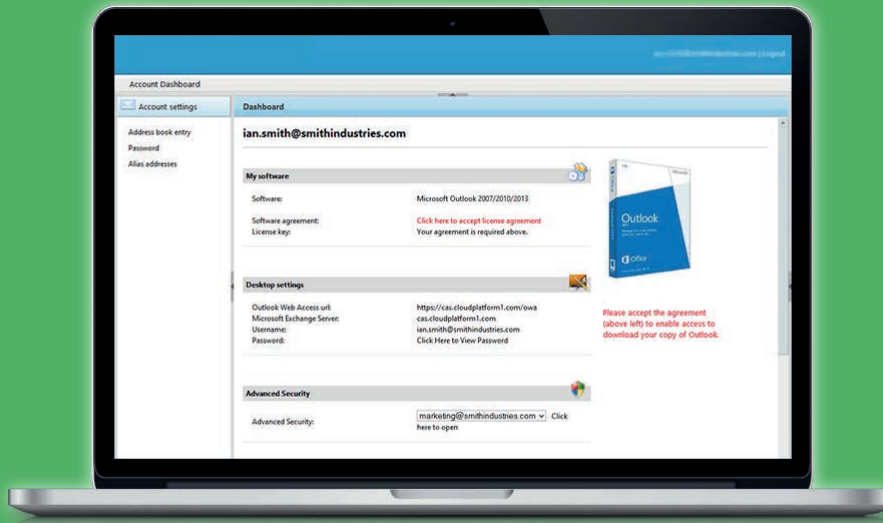 | Logout
Account Dashboard
Account settings
Dashboard
Address book entry
Password
Alias addresses
ian.smith@smithindustries.com
My software
Software: Microsoft Outlook 2007/2010/2013
Software agreement: Click here to accept license agreement
License key: Your agreement is required above.
Outlook
Office
Desktop settings
Outlook Web Access url: https://cas.cloudplatform1.com/owa
Microsoft Exchange Server: cas.cloudplatform1.com
Username: ian.smith@smithindustries.com
Password: Click Here to View Password
Please accept the agreement
(above left) to enable access to
download your copy of Outlook.
Advanced Security
Advanced Security: marketing@smithindustries.com Click
here to open